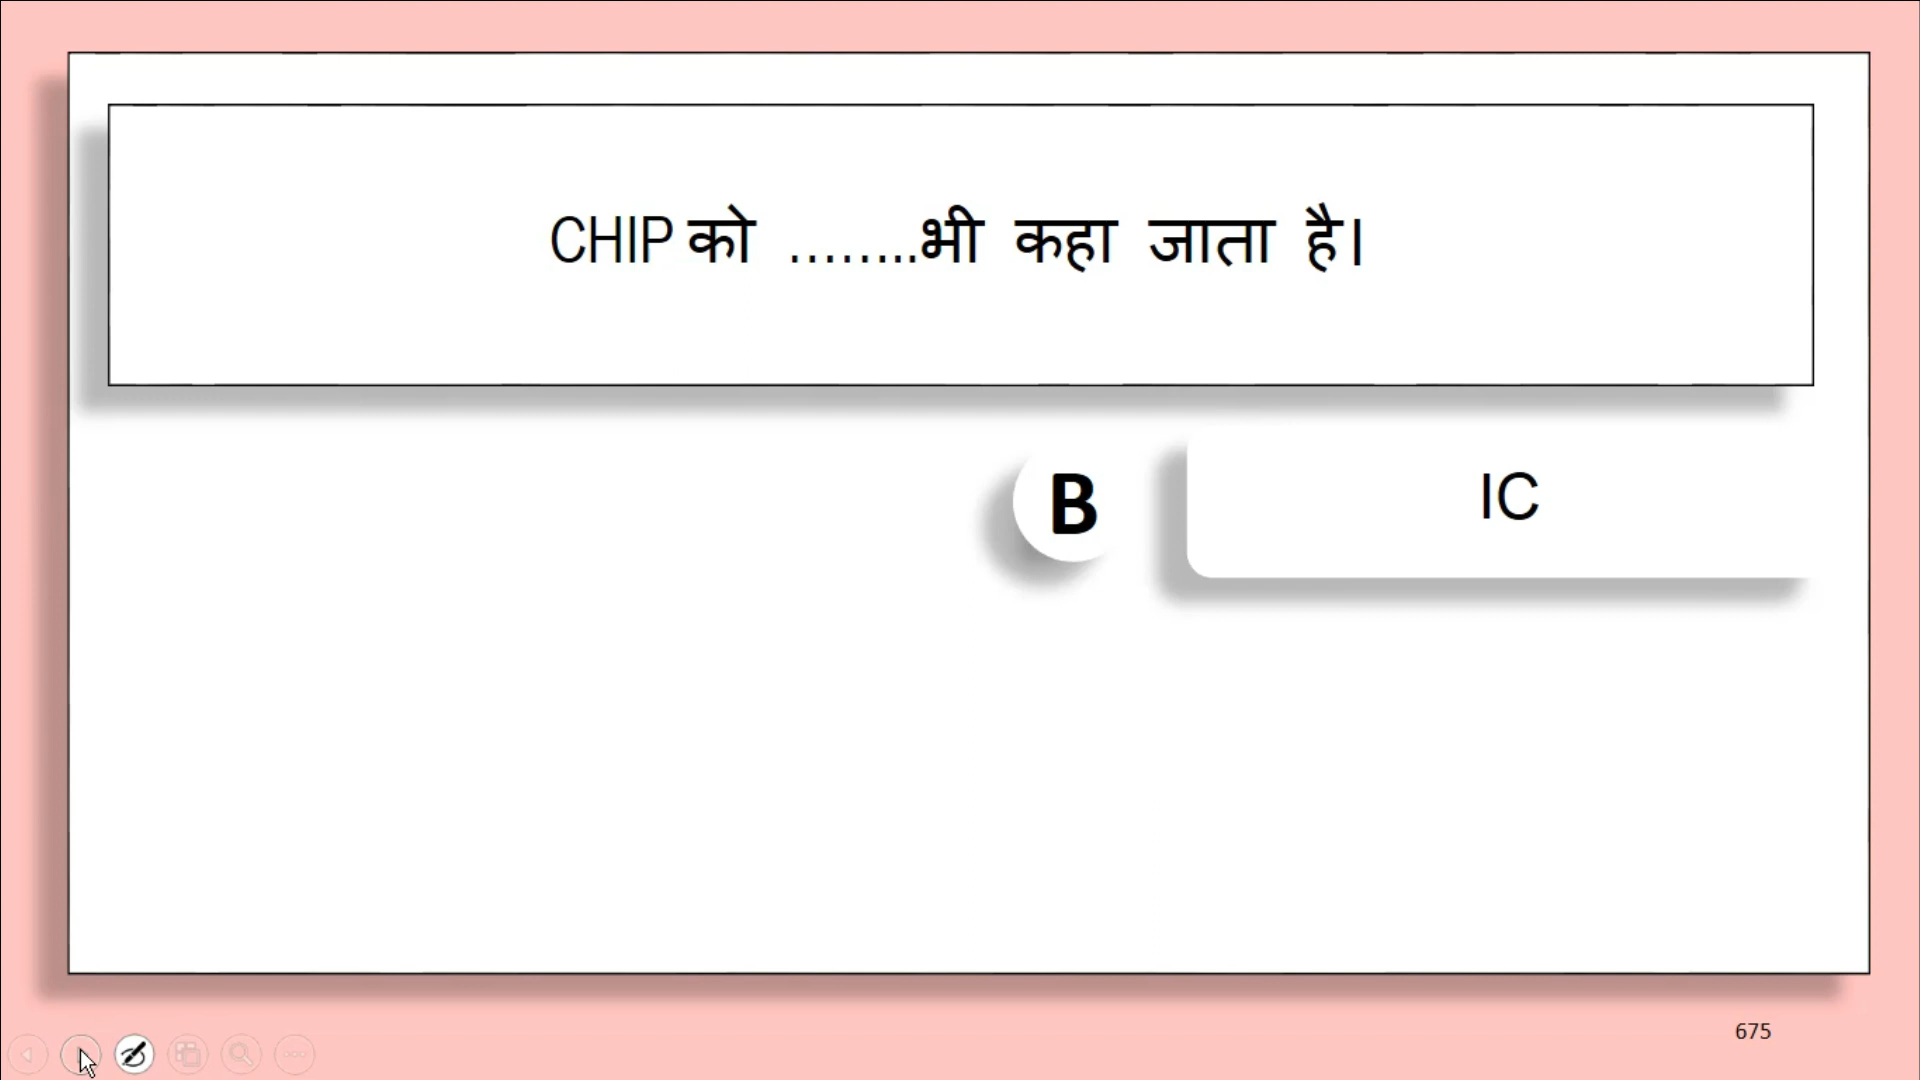 CHIP को ........भी कहा जाता है।
B IC
675